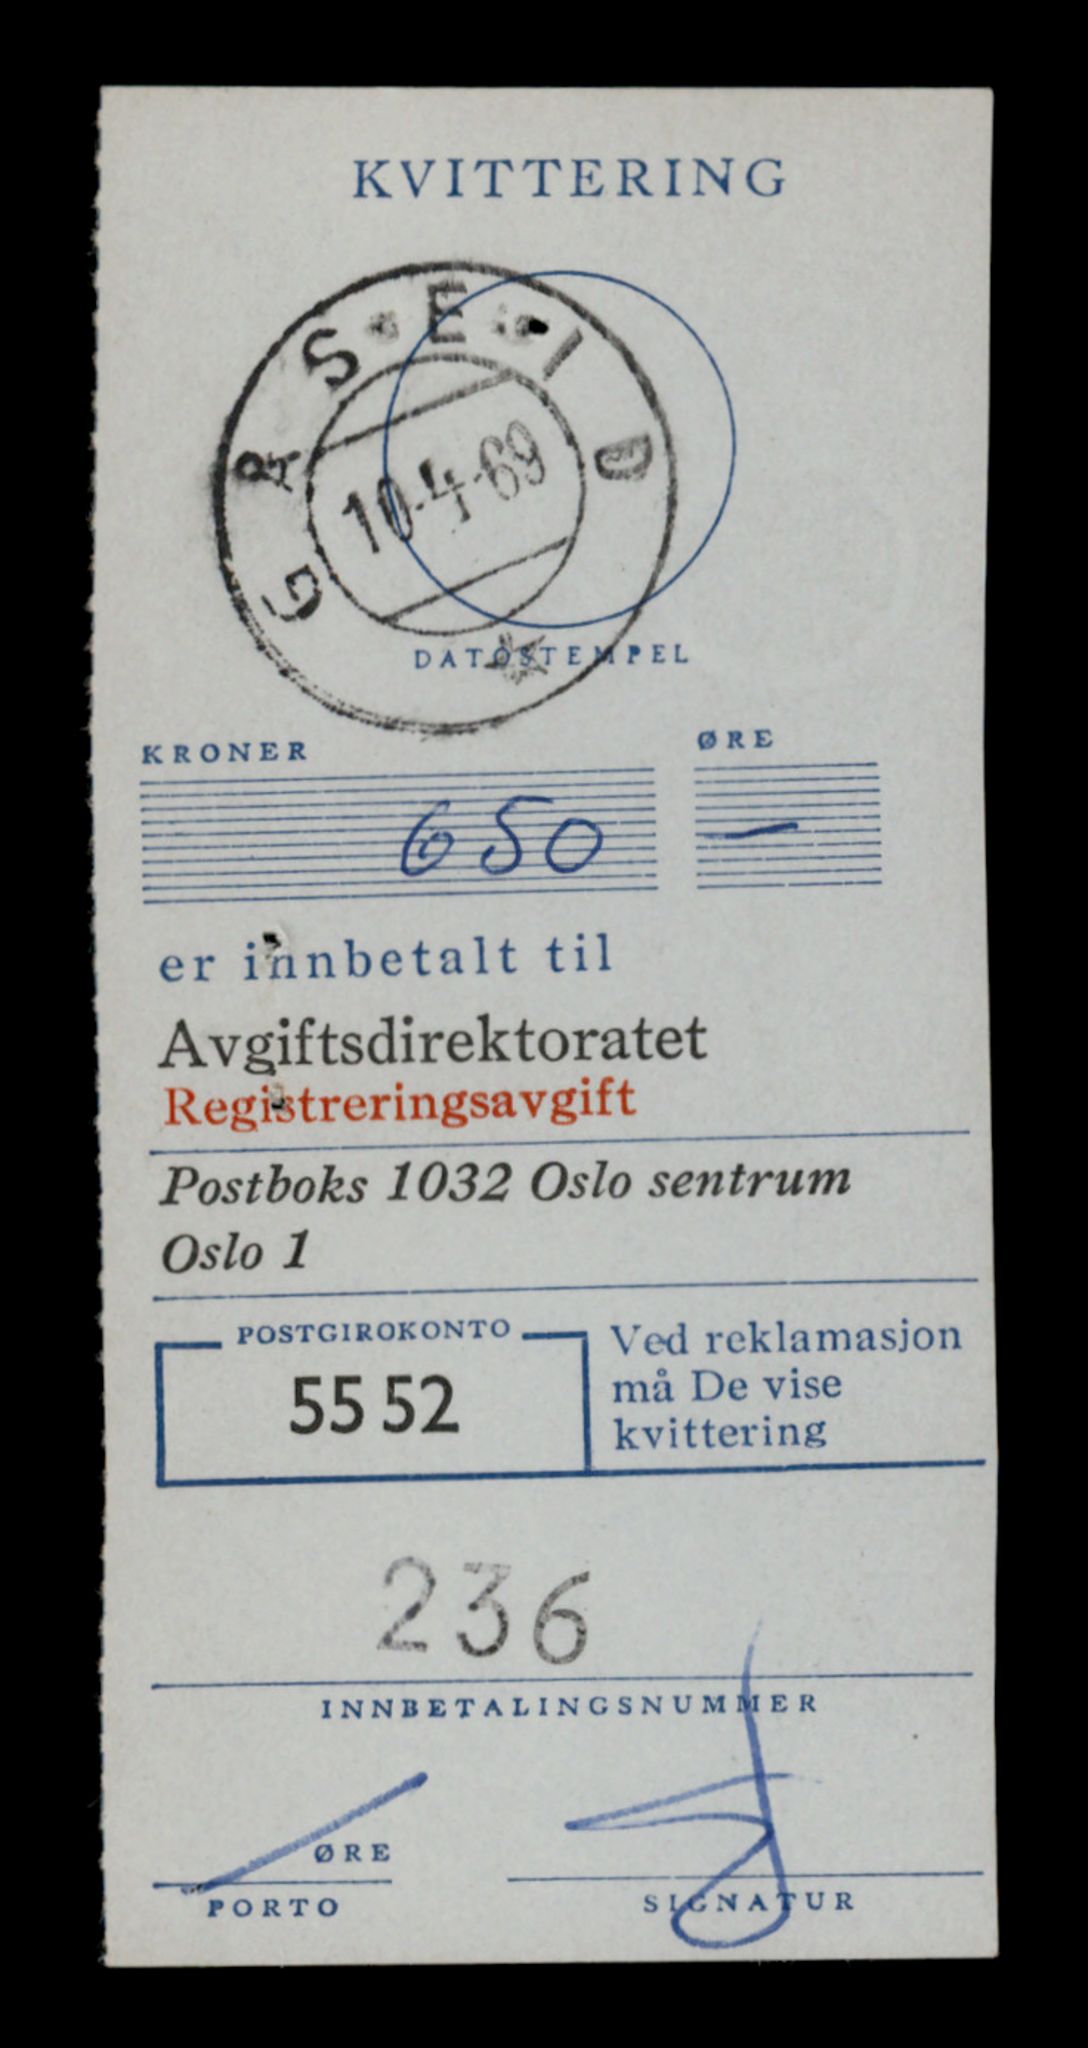 KVITTERING
GRSEID
10-4-69
DATOSTEMPEL
KRONER ØRE
650 —
er innbetalt til
Avgiftsdirektoratet
Registreringsavgift
Postboks 1032 Oslo sentrum
Oslo 1
POSTGIROKONTO
55 52
Ved reklamasjon
må De vise
kvittering
236
INNBETALINGSNUMMER
ØRE
PORTO
SIGNATUR